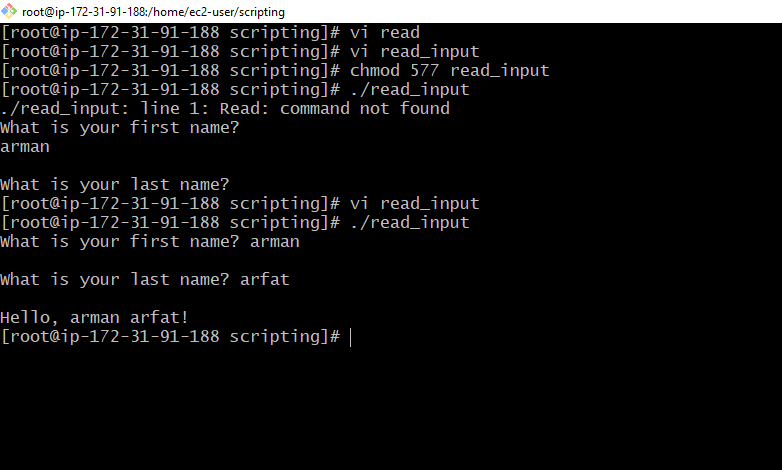 root@ip-172-31-91-188:/home/ec2-user/scripting
[root@ip-172-31-91-188 scripting]# vi read
[root@ip-172-31-91-188 scripting]# vi read_input
[root@ip-172-31-91-188 scripting]# chmod 577 read_input
[root@ip-172-31-91-188 scripting]# ./read_input
./read_input: line 1: Read: command not found
What is your first name?
arman
What is your last name?
[root@ip-172-31-91-188 scripting]# vi read_input
[root@ip-172-31-91-188 scripting]# ./read_input
What is your first name? arman
What is your last name? arfat
Hello, arman arfat!
[root@ip-172-31-91-188 scripting]#